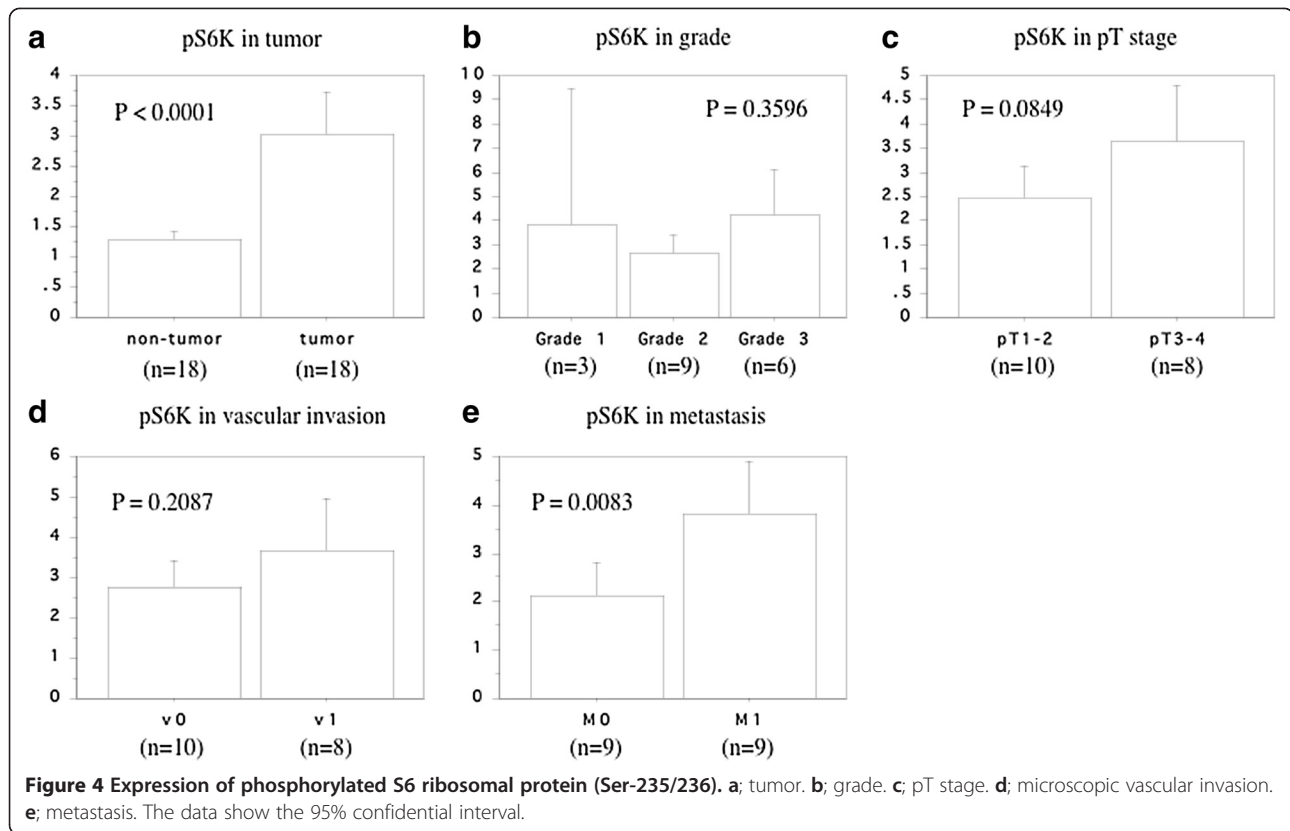 a
pS6K in tumor
4
3.5
3
2.5
2
1.5
1
.5
0
P < 0.0001
non-tumor tumor
(n=18) (n=18)
b
pS6K in grade
10
9
8
7
6
5
4
3
2
1
0
P = 0.3596
Grade 1 Grade 2 Grade 3
(n=3) (n=9) (n=6)
c
pS6K in pT stage
5
4.5
4
3.5
3
2.5
2
1.5
1
.5
0
P = 0.0849
pT1-2 pT3-4
(n=10) (n=8)
d
pS6K in vascular invasion
6
5
4
3
2
1
0
P = 0.2087
v0 v1
(n=10) (n=8)
e
pS6K in metastasis
5
4
3
2
1
0
P = 0.0083
M0 M1
(n=9) (n=9)
Figure 4 Expression of phosphorylated S6 ribosomal protein (Ser-235/236). a; tumor. b; grade. c; pT stage. d; microscopic vascular invasion.
e; metastasis. The data show the 95% confidential interval.